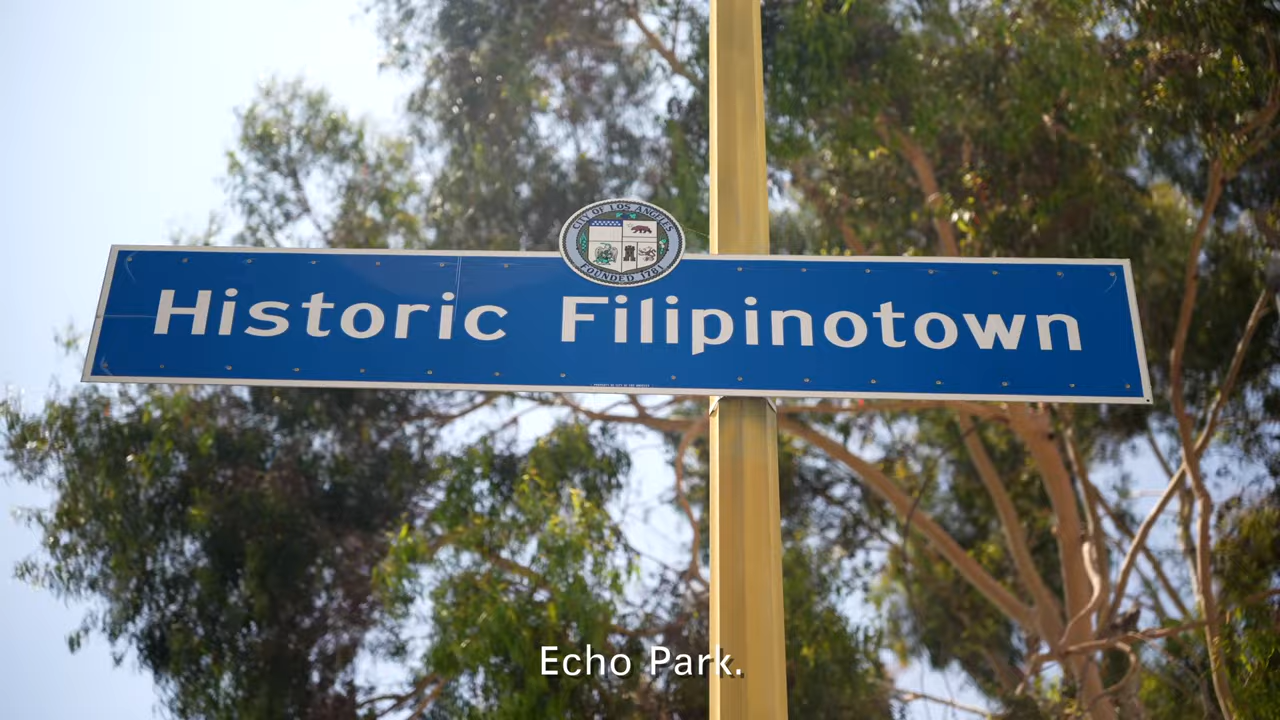 CITY OF LOS ANGELES
FOUNDED 1781
Historic Filipinotown
Echo Park.